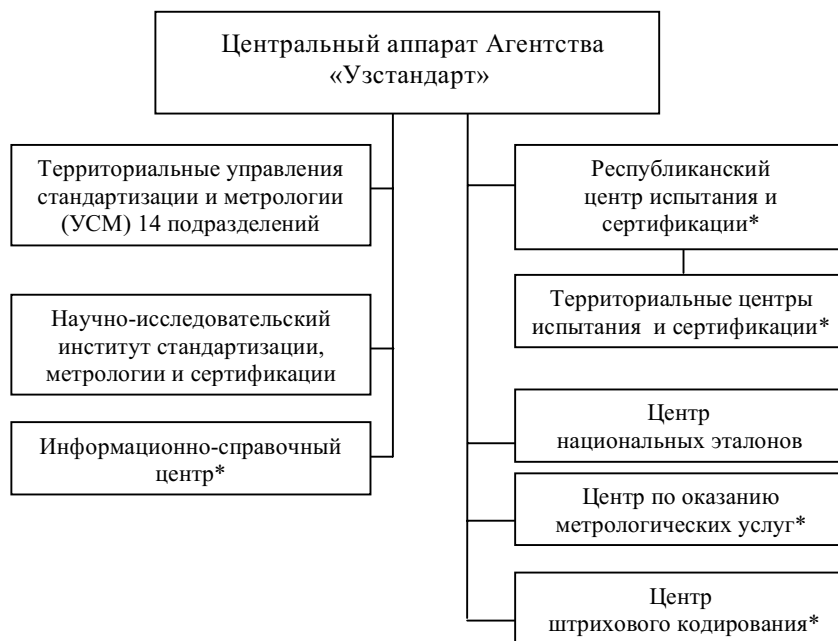 Центральный аппарат Агентства
«Узстандарт»
Территориальные управления
стандартизации и метрологии
(УСМ) 14 подразделений
Научно-исследовательский
институт стандартизации,
метрологии и сертификации
Информационно-справочный
центр*
Республиканский
центр испытания и
сертификации*
Территориальные центры
испытания и сертификации*
Центр
национальных эталонов
Центр по оказанию
метрологических услуг*
Центр
штрихового кодирования*